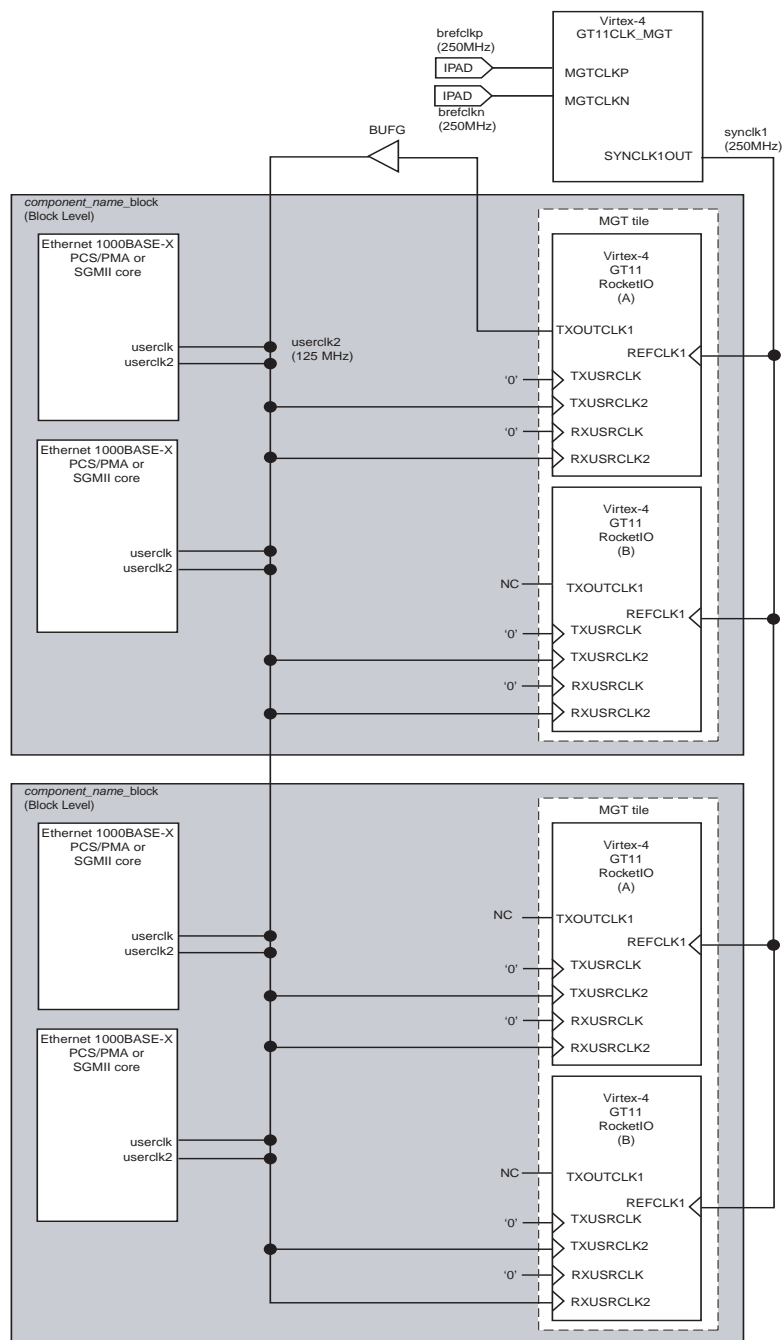 Virtex-4
GT11CLK_MGT
brefclkp
(250MHz)
IPAD
MGTCLKP
IPAD
MGTCLKN
brefclkn
(250MHz)
BUFG
synclk1
(250MHz)
SYNCLK1OUT
component_name_block
(Block Level)
MGT tile
Ethernet 1000BASE-X
PCS/PMA or
SGMII core
userclk
userclk2
userclk2
(125 MHz)
Virtex-4
GT11
RocketIO
(A)
TXOUTCLK1
REFCLK1
'0'
TXUSRCLK
TXUSRCLK2
'0'
RXUSRCLK
RXUSRCLK2
Ethernet 1000BASE-X
PCS/PMA or
SGMII core
userclk
userclk2
Virtex-4
GT11
RocketIO
(B)
NC
TXOUTCLK1
REFCLK1
'0'
TXUSRCLK
TXUSRCLK2
'0'
RXUSRCLK
RXUSRCLK2
component_name_block
(Block Level)
MGT tile
Ethernet 1000BASE-X
PCS/PMA or
SGMII core
userclk
userclk2
Virtex-4
GT11
RocketIO
(A)
NC
TXOUTCLK1
REFCLK1
'0'
TXUSRCLK
TXUSRCLK2
'0'
RXUSRCLK
RXUSRCLK2
Ethernet 1000BASE-X
PCS/PMA or
SGMII core
userclk
userclk2
Virtex-4
GT11
RocketIO
(B)
NC
TXOUTCLK1
REFCLK1
'0'
TXUSRCLK
TXUSRCLK2
'0'
RXUSRCLK
RXUSRCLK2